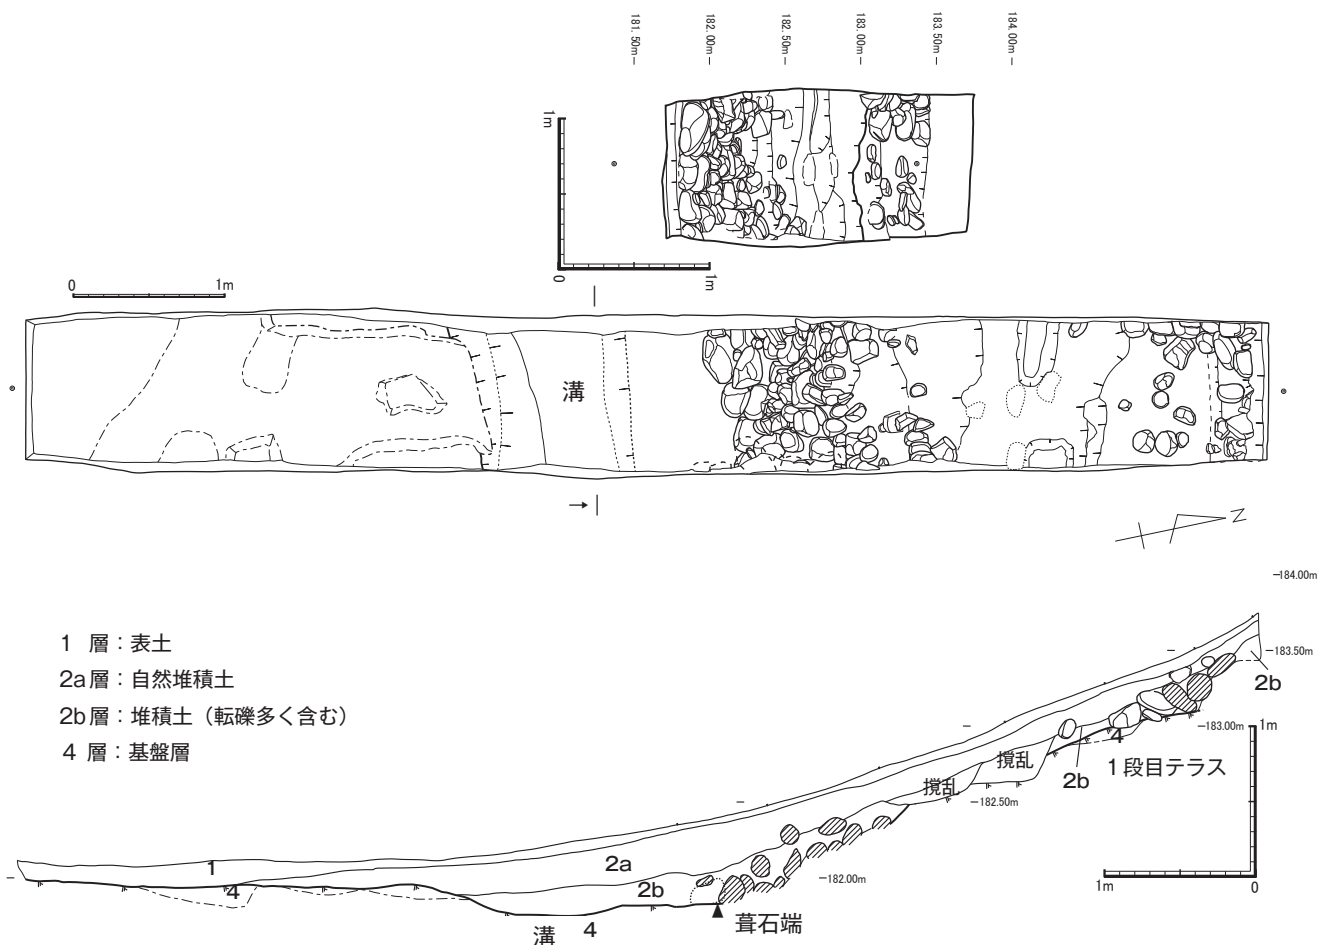 181.50m
182.00m
182.50m
183.00m
183.50m
184.00m
1m
0
1m
0
1m
溝
N
184.00m
1 層：表土
2a層：自然堆積土
2b層：堆積土（転礫多く含む）
4 層：基盤層
183.50m
2b
183.00m
1m
4
1段目テラス
撹乱
2b
撹乱
182.50m
1
2a
4
2b
182.00m
1m
0
葺石端
溝
4